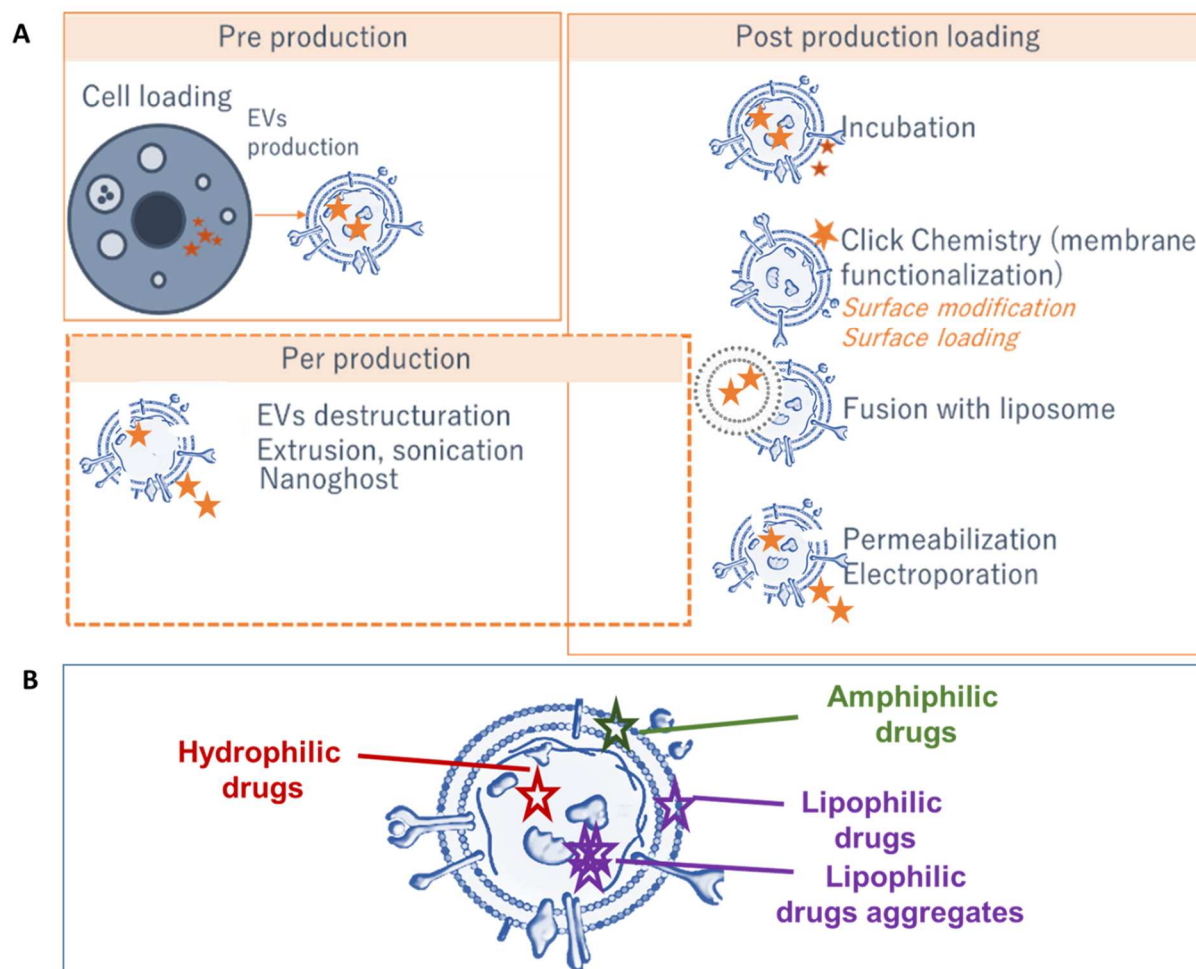 A
Pre production
Cell loading
EVs
production
Post production loading
Incubation
Click Chemistry (membrane
functionalization)
Surface modification
Surface loading
Fusion with liposome
Permeabilization
Electroporation
Per production
EVs destructuration
Extrusion, sonication
Nanoghost
B
Hydrophilic
drugs
Amphiphilic
drugs
Lipophilic
drugs
Lipophilic
drugs aggregates